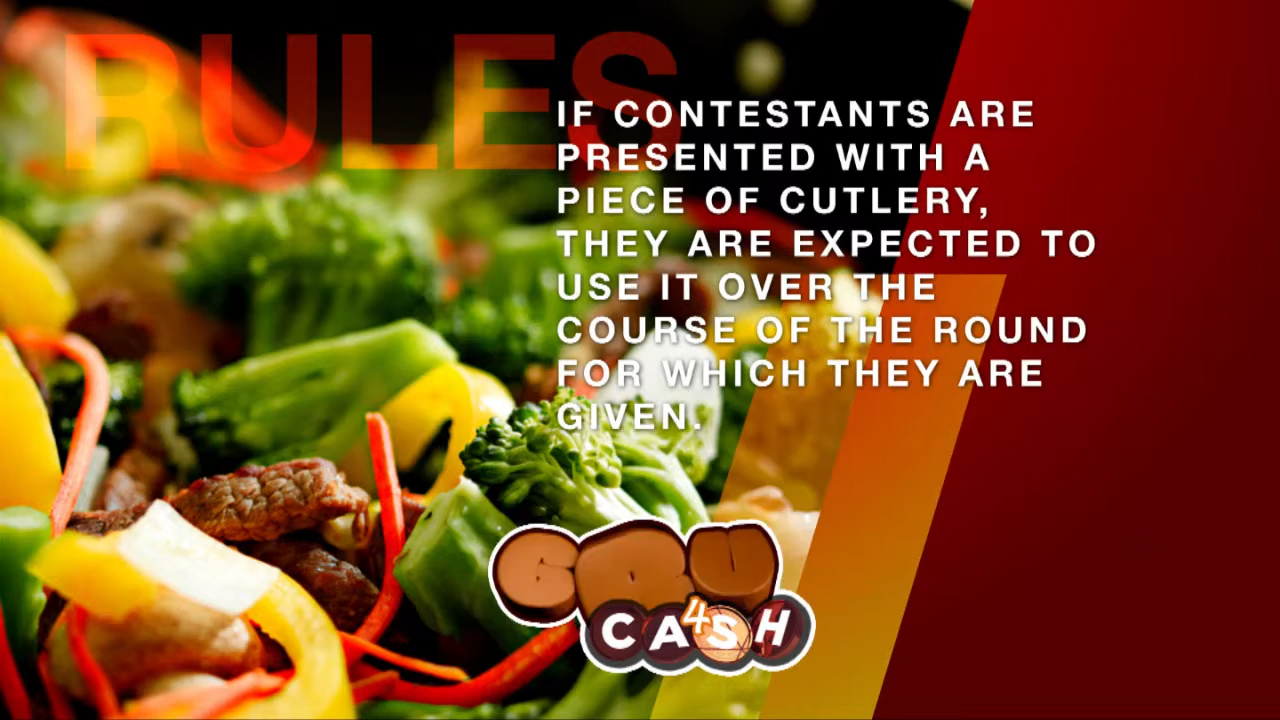 RULES
IF CONTESTANTS ARE
PRESENTED WITH A
PIECE OF CUTLERY,
THEY ARE EXPECTED TO
USE IT OVER THE
COURSE OF THE ROUND
FOR WHICH THEY ARE
GIVEN.
GRU
CA4SH